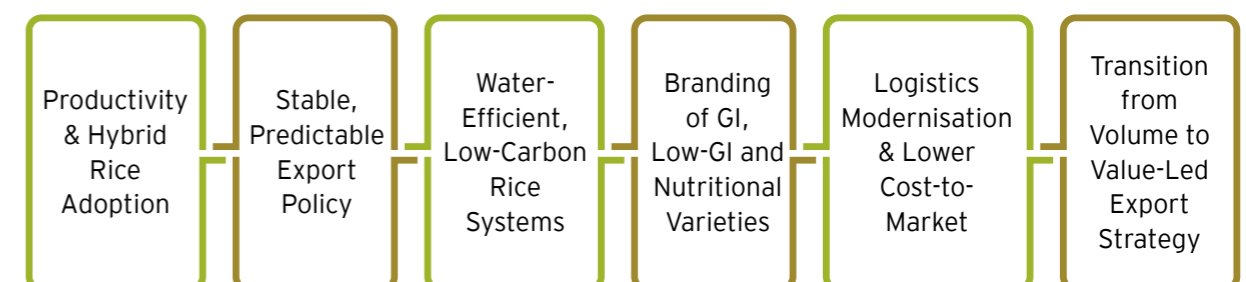 Productivity
& Hybrid
Rice
Adoption
Stable,
Predictable
Export
Policy
Water-
Efficient,
Low-Carbon
Rice
Systems
Branding
of GI,
Low-GI and
Nutritional
Varieties
Logistics
Modernisation
& Lower
Cost-to-
Market
Transition
from
Volume to
Value-Led
Export
Strategy